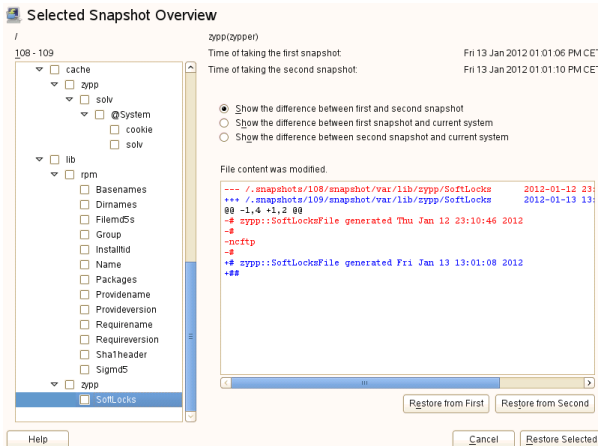 Selected Snapshot Overview
/
108 - 109
cache
zypp
solv
@System
cookie
solv
lib
rpm
Basenames
Dirnames
Filemd5s
Group
Installtid
Name
Packages
Providename
Provideversion
Requirename
Requireversion
Sha1header
Sigmd5
zypp
SoftLocks
zypp(zypper)
Time of taking the first snapshot: Fri 13 Jan 2012 01:01:06 PM CET
Time of taking the second snapshot: Fri 13 Jan 2012 01:01:10 PM CET
Show the difference between first and second snapshot
Show the difference between first snapshot and current system
Show the difference between second snapshot and current system
File content was modified.
--- /.snapshots/108/snapshot/var/lib/zypp/SoftLocks 2012-01-12 23:
+++ /.snapshots/109/snapshot/var/lib/zypp/SoftLocks 2012-01-13 13:
@@ -1,4 +1,2 @@
-# zypp::SoftLocksFile generated Thu Jan 12 23:10:46 2012
-#
-ncftp
-#
+# zypp::SoftLocksFile generated Fri Jan 13 13:01:08 2012
+##
Restore from First Restore from Second
Help Cancel Restore Selected